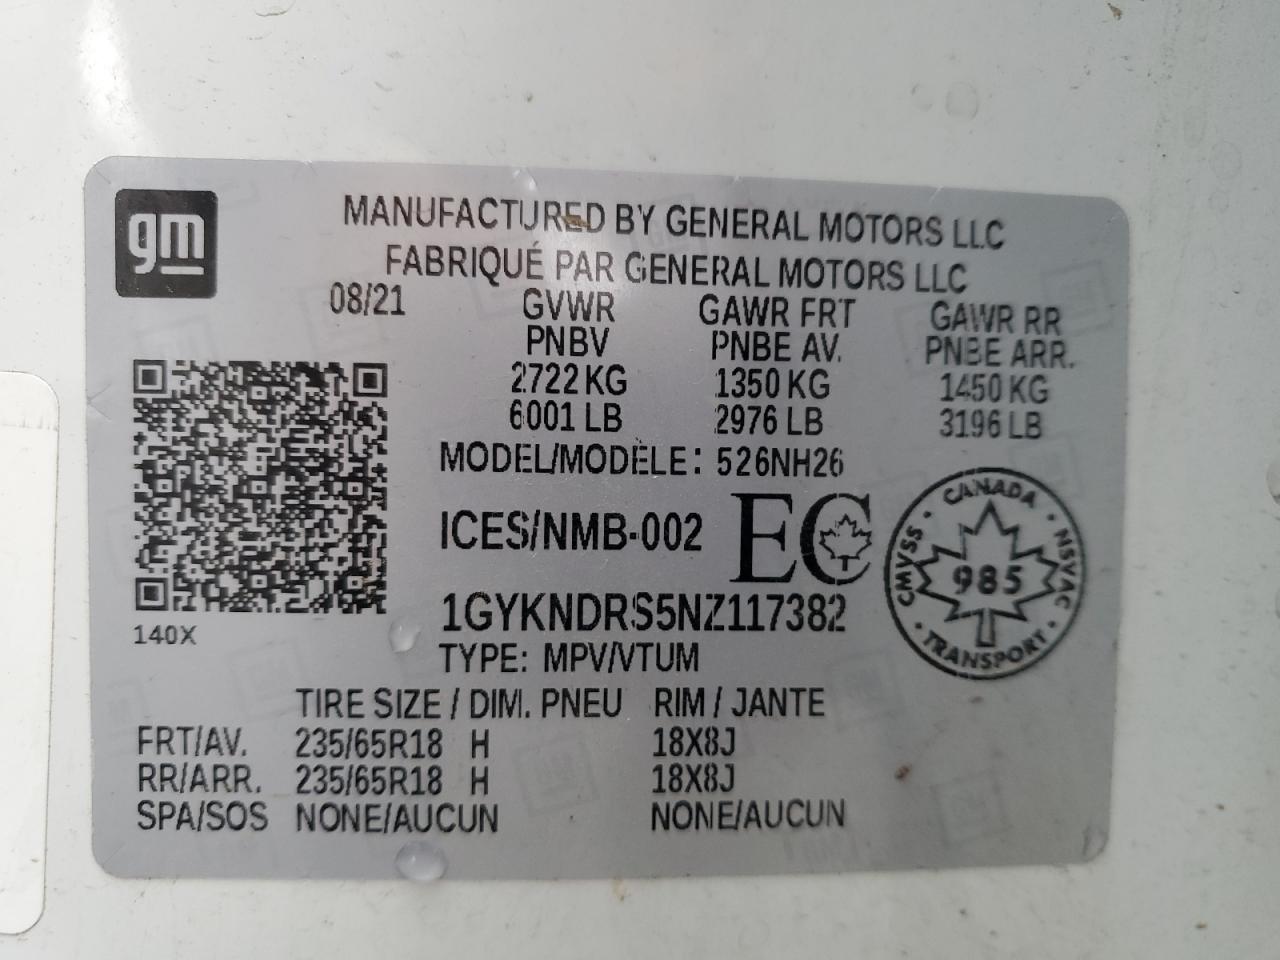 gm
MANUFACTURED BY GENERAL MOTORS LLC
FABRIQUÉ PAR GENERAL MOTORS LLC
08/21 GVWR GAWR FRT GAWR RR
PNBV PNBE AV. PNBE ARR.
2722 KG 1350 KG 1450 KG
6001 LB 2976 LB 3196 LB
MODEL/MODÈLE: 526NH26
ICES/NMB-002 EC
CANADA
CMVSS · 985 · NSVAC
TRANSPORT
1GYKNDRS5NZ117382
140X
TYPE: MPV/VTUM
TIRE SIZE / DIM. PNEU RIM / JANTE
FRT/AV. 235/65R18 H 18X8J
RR/ARR. 235/65R18 H 18X8J
SPA/SOS NONE/AUCUN NONE/AUCUN